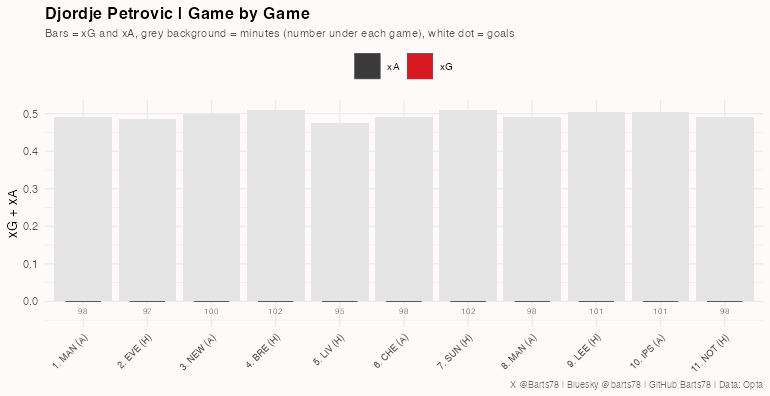 Djordje Petrovic | Game by Game
Bars = xG and xA, grey background = minutes (number under each game), white dot = goals
xA xG
xG + xA
0.5
0.4
0.3
0.2
0.1
0.0
98 97 100 102 95 98 102 98 101 101 98
1. MAN (A) 2. EVE (H) 3. NEW (A) 4. BRE (H) 5. LIV (H) 6. CHE (A) 7. SUN (H) 8. MAN (A) 9. LEE (H) 10. IPS (A) 11. NOT (H)
X @Barts78 | Bluesky @barts78 | GitHub Barts78 | Data: Opta